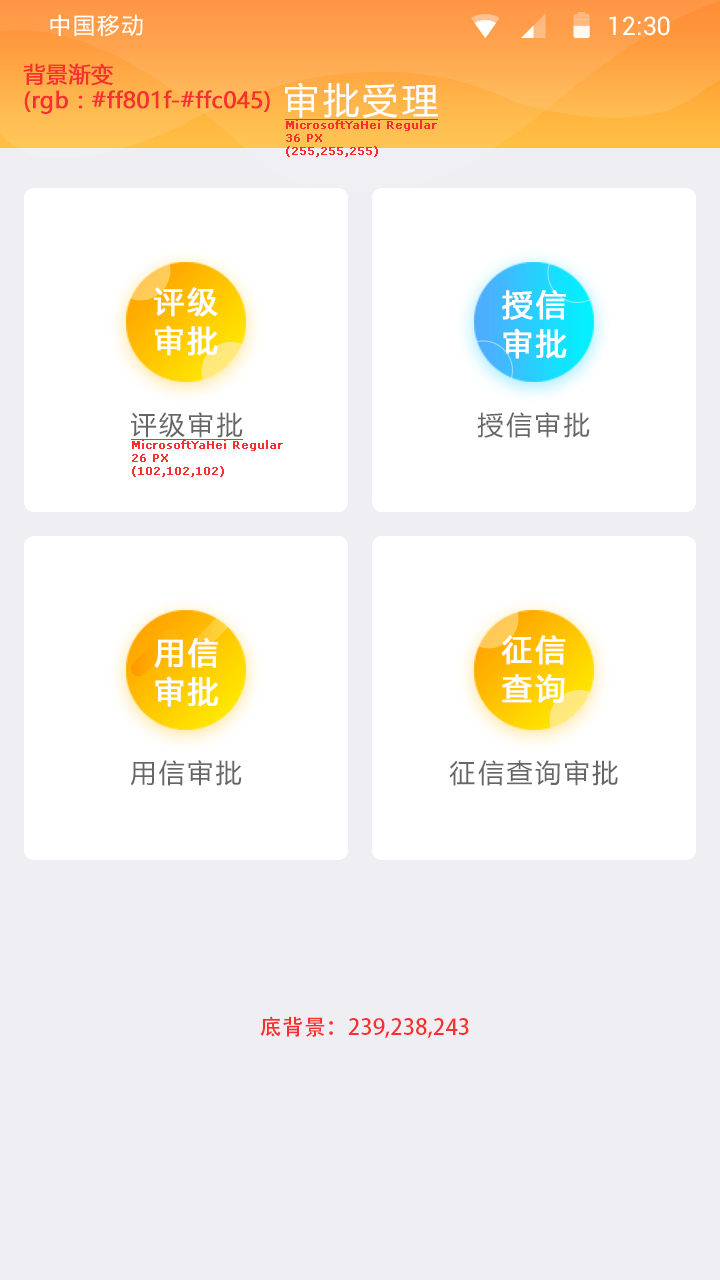 中国移动
12:30
背景渐变
(rgb：#ff801f-#ffc045)
审批受理
MicrosoftYaHei Regular
36 PX
(255,255,255)
评级
审批
授信
审批
评级审批
MicrosoftYaHei Regular
26 PX
(102,102,102)
授信审批
用信
审批
征信
查询
用信审批
征信查询审批
底背景：239,238,243